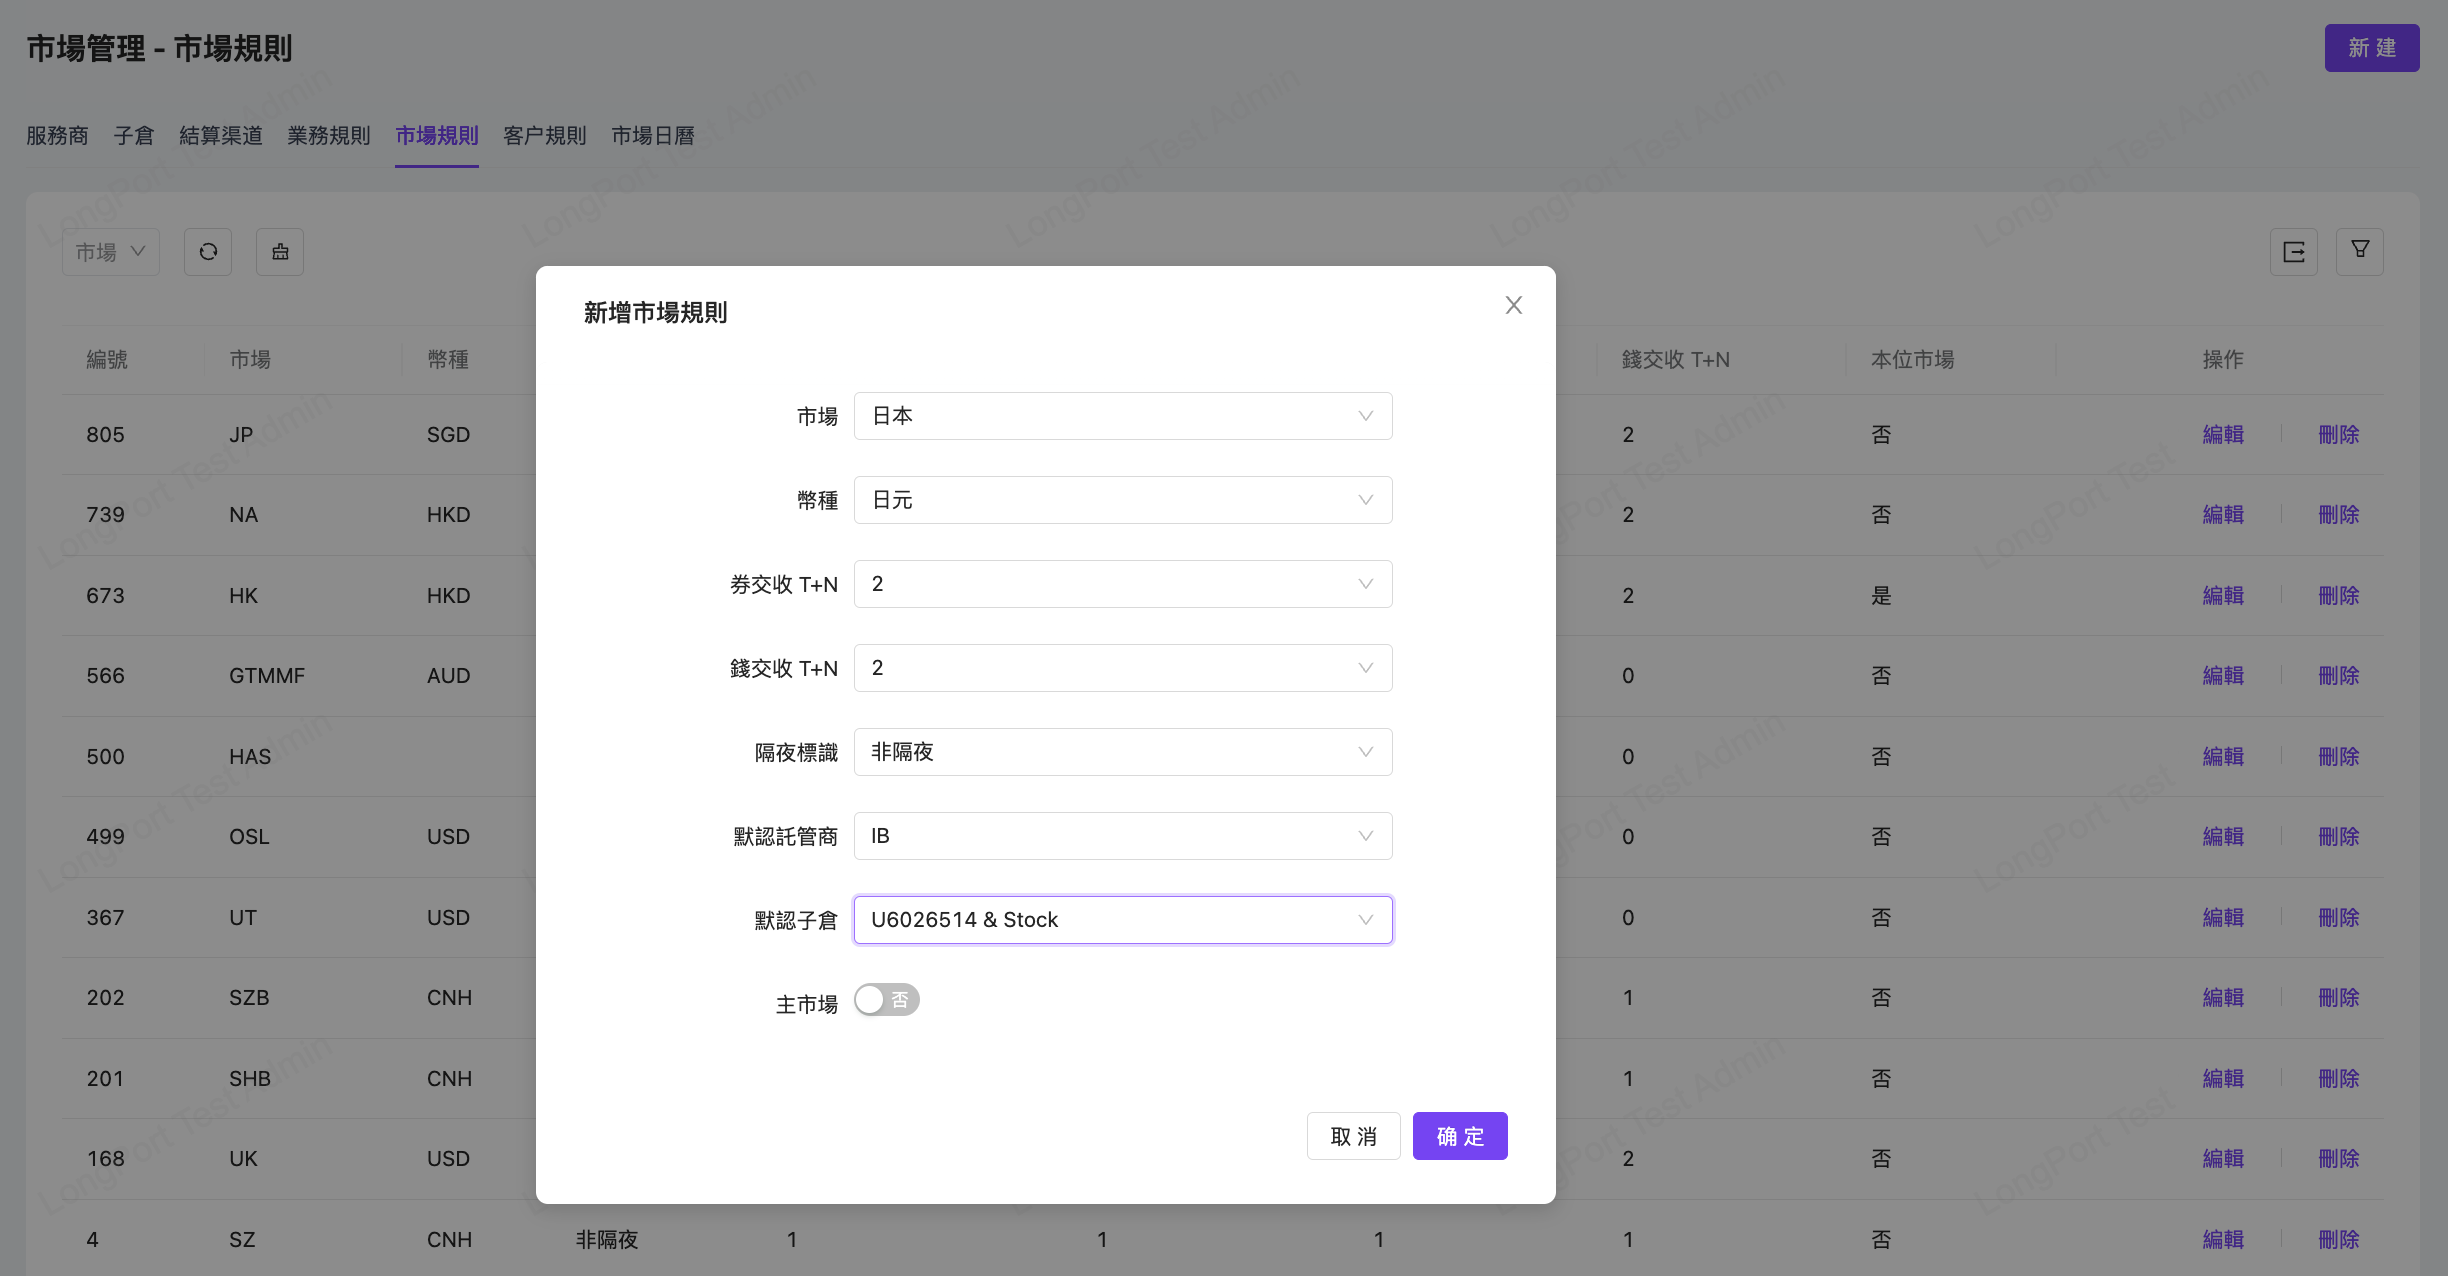 市場管理 - 市場規則
新 建
服務商 子倉 結算渠道 業務規則 市場規則 客户規則 市場日曆
市場
新增市場規則
編號 市場 幣種 錢交收 T+N 本位市場 操作
市場 日本
805 JP SGD 2 否 編輯 刪除
幣種 日元
739 NA HKD 2 否 編輯 刪除
券交收 T+N 2
673 HK HKD 2 是 編輯 刪除
錢交收 T+N 2
566 GTMMF AUD 0 否 編輯 刪除
隔夜標識 非隔夜
500 HAS 0 否 編輯 刪除
默認託管商 IB
499 OSL USD 0 否 編輯 刪除
默認子倉 U6026514 & Stock
367 UT USD 0 否 編輯 刪除
主市場 否
202 SZB CNH 1 否 編輯 刪除
201 SHB CNH 1 否 編輯 刪除
取 消 确 定
168 UK USD 2 否 編輯 刪除
4 SZ CNH 非隔夜 1 1 1 1 否 編輯 刪除
LongPort Test Admin